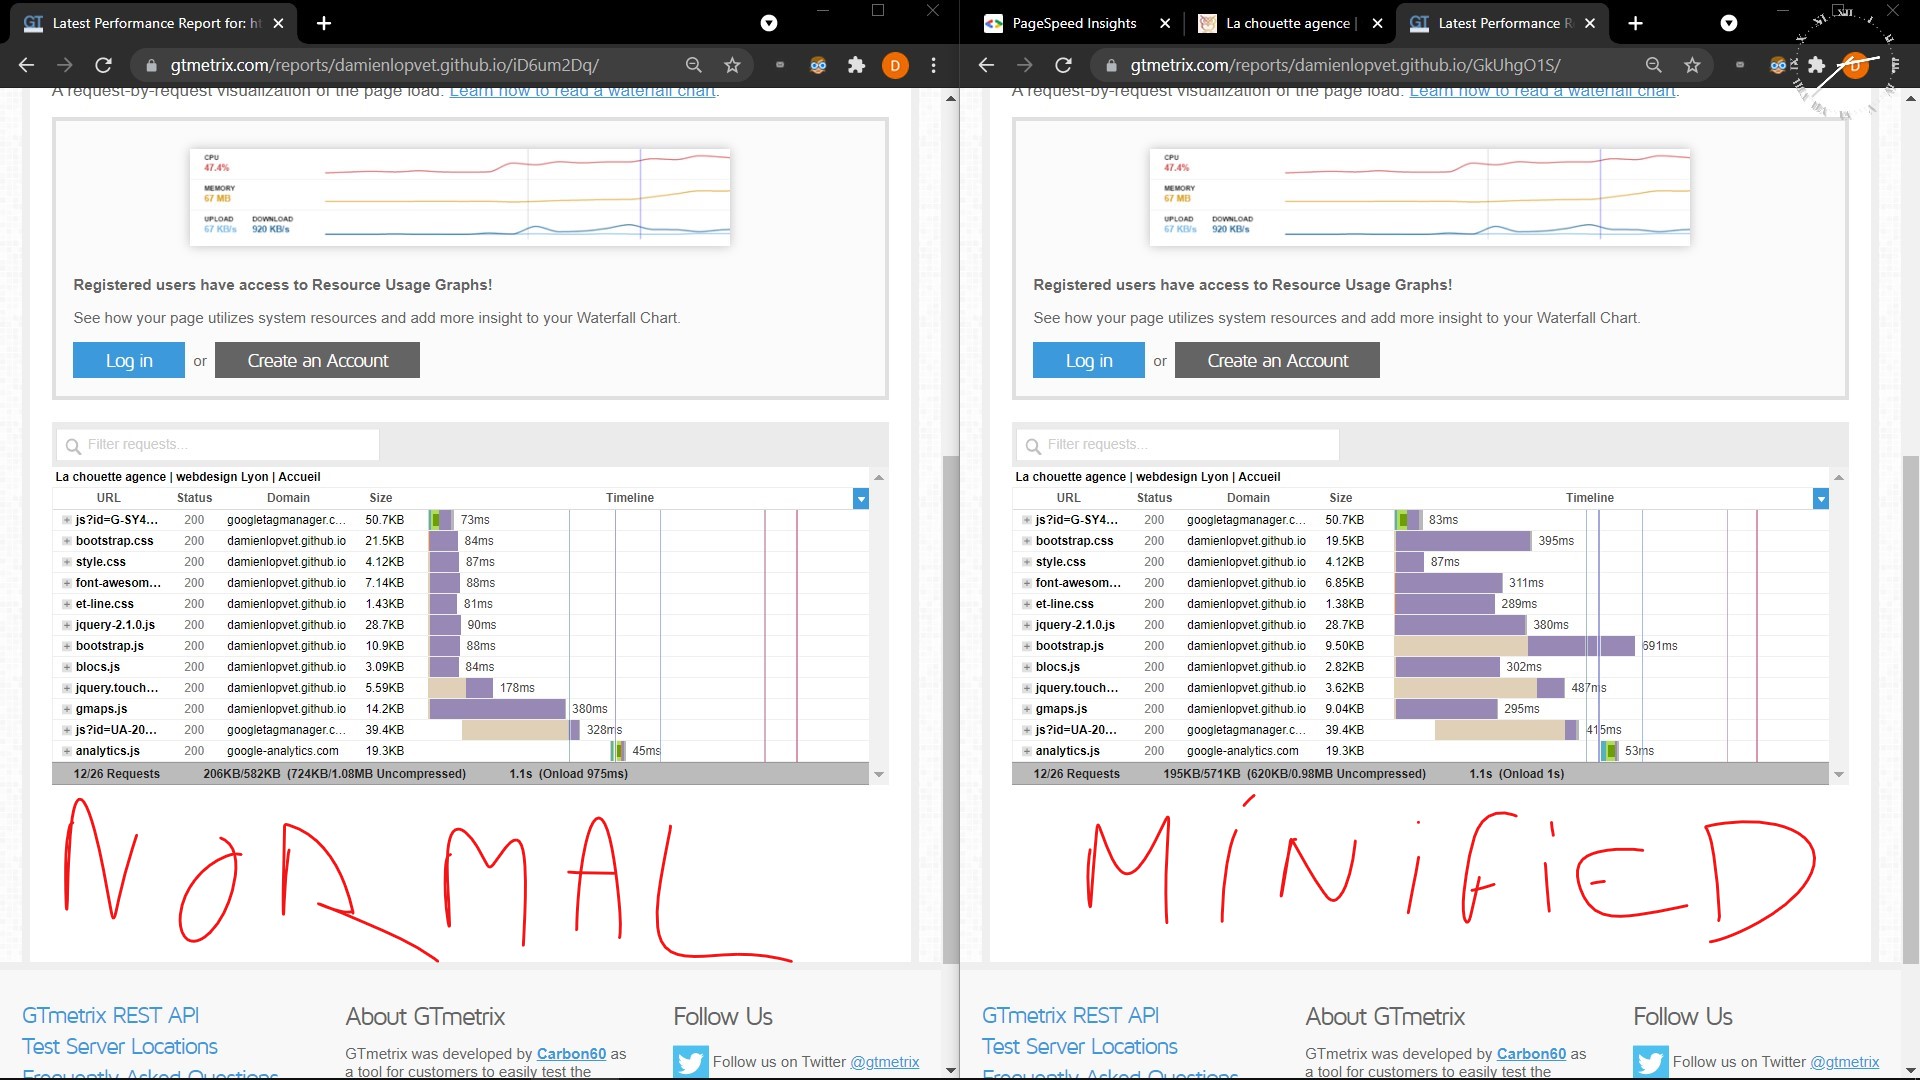 Latest Performance Report for: ht
gtmetrix.com/reports/damienlopvet.github.io/iD6um2Dq/
D
A request-by-request visualization of the page load. Learn how to read a waterfall chart.
CPU
47.4%
MEMORY
67 MB
UPLOAD DOWNLOAD
67 KB/s 920 KB/s
Registered users have access to Resource Usage Graphs!
See how your page utilizes system resources and add more insight to your Waterfall Chart.
Log in or Create an Account
Filter requests...
La chouette agence | webdesign Lyon | Accueil
URL Status Domain Size Timeline
js?id=G-SY4... 200 googletagmanager.c... 50.7KB 73ms
bootstrap.css 200 damienlopvet.github.io 21.5KB 84ms
style.css 200 damienlopvet.github.io 4.12KB 87ms
font-awesom... 200 damienlopvet.github.io 7.14KB 88ms
et-line.css 200 damienlopvet.github.io 1.43KB 81ms
jquery-2.1.0.js 200 damienlopvet.github.io 28.7KB 90ms
bootstrap.js 200 damienlopvet.github.io 10.9KB 88ms
blocs.js 200 damienlopvet.github.io 3.09KB 84ms
jquery.touch... 200 damienlopvet.github.io 5.59KB 178ms
gmaps.js 200 damienlopvet.github.io 14.2KB 380ms
js?id=UA-20... 200 googletagmanager.c... 39.4KB 328ms
analytics.js 200 google-analytics.com 19.3KB 45ms
12/26 Requests 206KB/582KB (724KB/1.08MB Uncompressed) 1.1s (Onload 975ms)
NORMAL
GTmetrix REST API
Test Server Locations
Frequently Asked Questions
About GTmetrix
GTmetrix was developed by Carbon60 as
a tool for customers to easily test the
Follow Us
Follow us on Twitter @gtmetrix
PageSpeed Insights
La chouette agence |
Latest Performance R
gtmetrix.com/reports/damienlopvet.github.io/GkUhgO1S/
A request-by-request visualization of the page load. Learn how to read a waterfall chart.
CPU
47.4%
MEMORY
67 MB
UPLOAD DOWNLOAD
67 KB/s 920 KB/s
Registered users have access to Resource Usage Graphs!
See how your page utilizes system resources and add more insight to your Waterfall Chart.
Log in or Create an Account
Filter requests...
La chouette agence | webdesign Lyon | Accueil
URL Status Domain Size Timeline
js?id=G-SY4... 200 googletagmanager.c... 50.7KB 83ms
bootstrap.css 200 damienlopvet.github.io 19.5KB 395ms
style.css 200 damienlopvet.github.io 4.12KB 87ms
font-awesom... 200 damienlopvet.github.io 6.85KB 311ms
et-line.css 200 damienlopvet.github.io 1.38KB 289ms
jquery-2.1.0.js 200 damienlopvet.github.io 28.7KB 380ms
bootstrap.js 200 damienlopvet.github.io 9.50KB 691ms
blocs.js 200 damienlopvet.github.io 2.82KB 302ms
jquery.touch... 200 damienlopvet.github.io 3.62KB 487ms
gmaps.js 200 damienlopvet.github.io 9.04KB 295ms
js?id=UA-20... 200 googletagmanager.c... 39.4KB 415ms
analytics.js 200 google-analytics.com 19.3KB 53ms
12/26 Requests 195KB/571KB (620KB/0.98MB Uncompressed) 1.1s (Onload 1s)
MiNiFiED
GTmetrix REST API
Test Server Locations
Frequently Asked Questions
About GTmetrix
GTmetrix was developed by Carbon60 as
a tool for customers to easily test the
Follow Us
Follow us on Twitter @gtmetrix